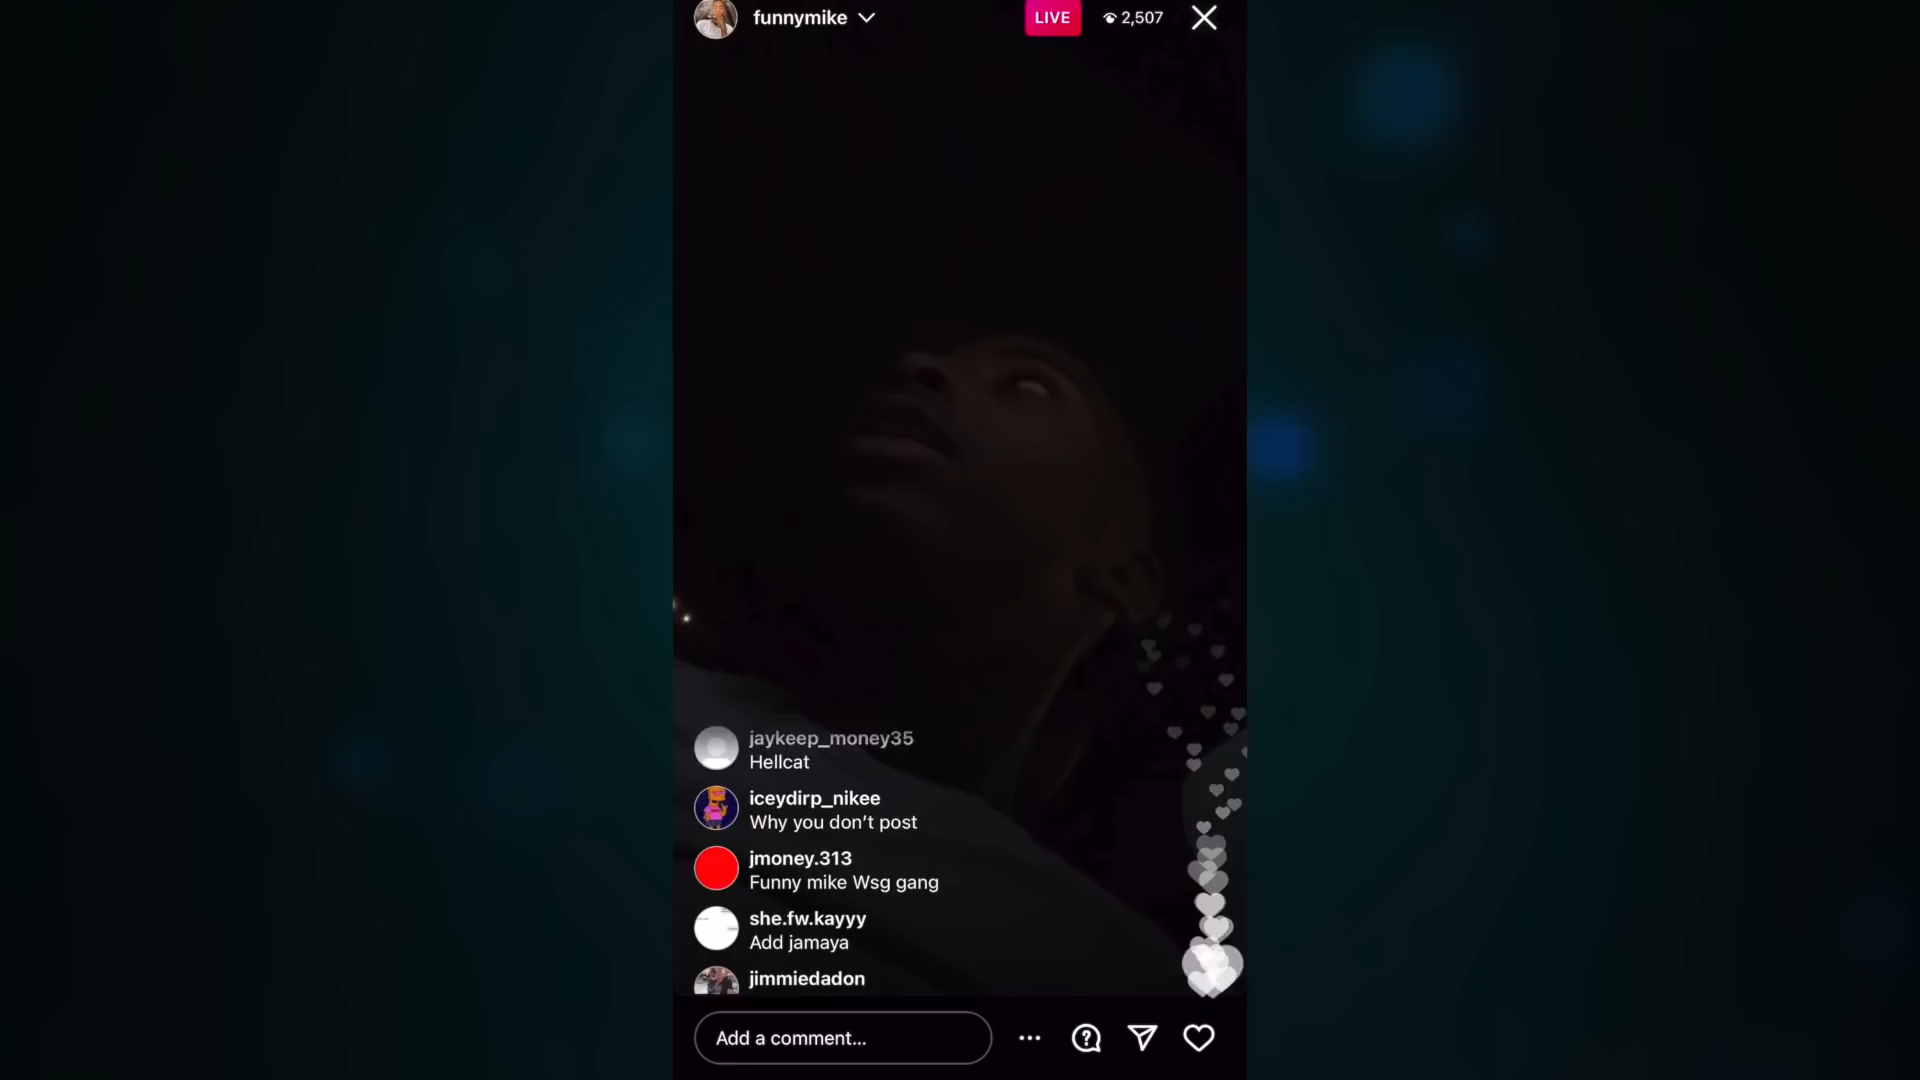 funnymike
LIVE
2,507
jaykeep_money35
Hellcat
iceydirp_nikee
Why you don’t post
jmoney.313
Funny mike Wsg gang
she.fw.kayyy
Add jamaya
jimmiedadon
Add a comment...